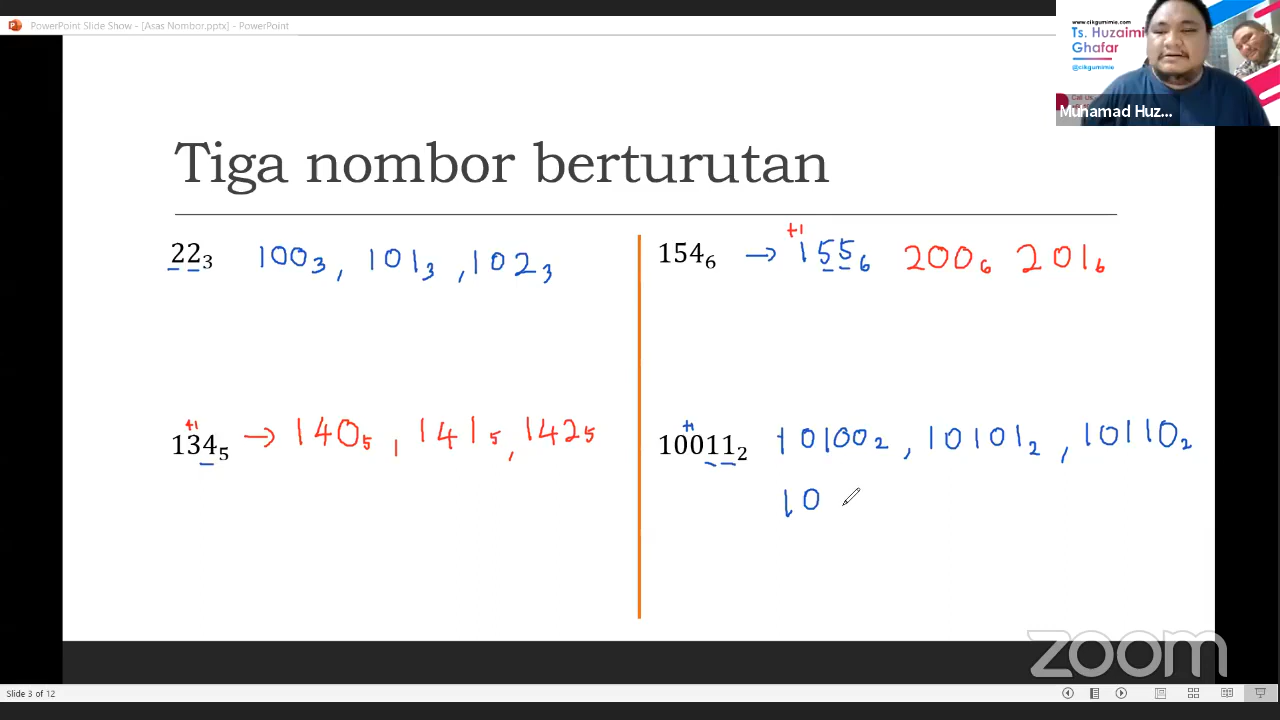 PowerPoint Slide Show - [Asas Nombor.pptx] - PowerPoint
www.cikgumimie.com
Ts. Huzaimi
Ghafar
@cikgumimie
Muhamad Huz...
Tiga nombor berturutan
22₃ 100₃, 101₃, 102₃
+1
154₆ → 155₆ 200₆ 201₆
+1
134₅ → 140₅, 141₅, 142₅
+1
10011₂ 10100₂, 10101₂, 10110₂
10
zoom
Slide 3 of 12